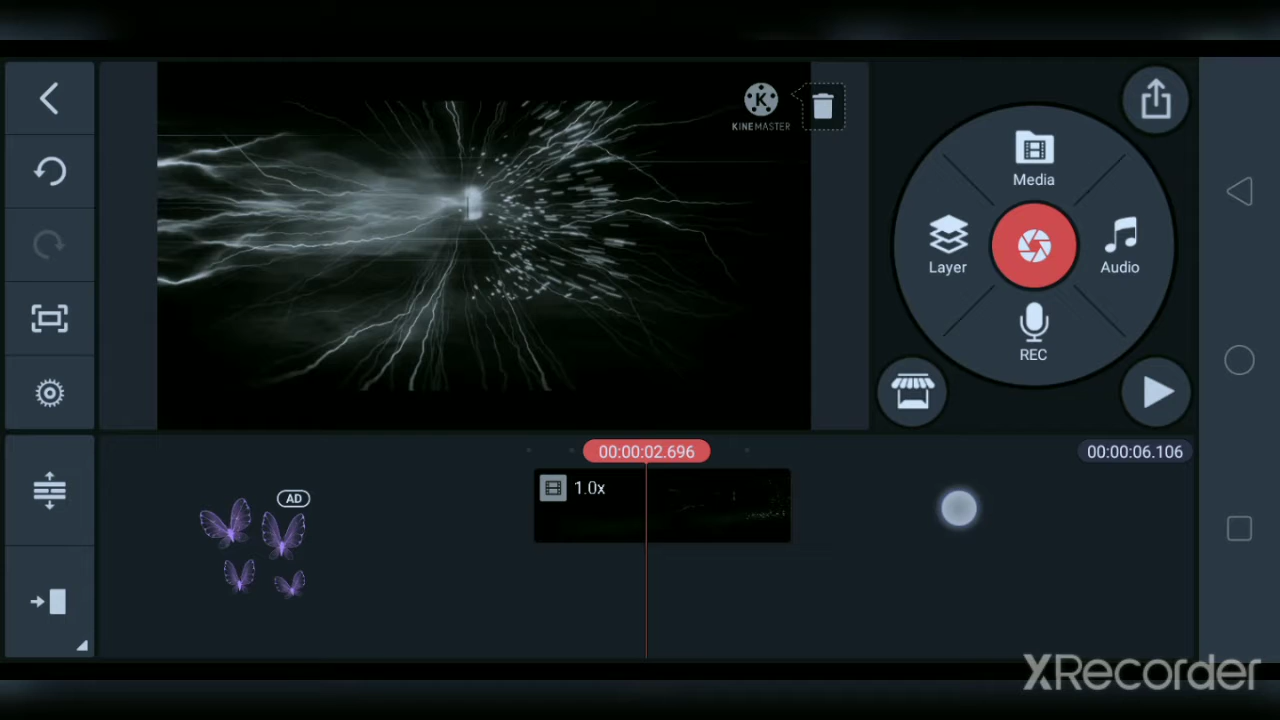 K
KINEMASTER
Media
Layer
Audio
REC
00:00:02.696
00:00:06.106
1.0x
AD
XRecorder